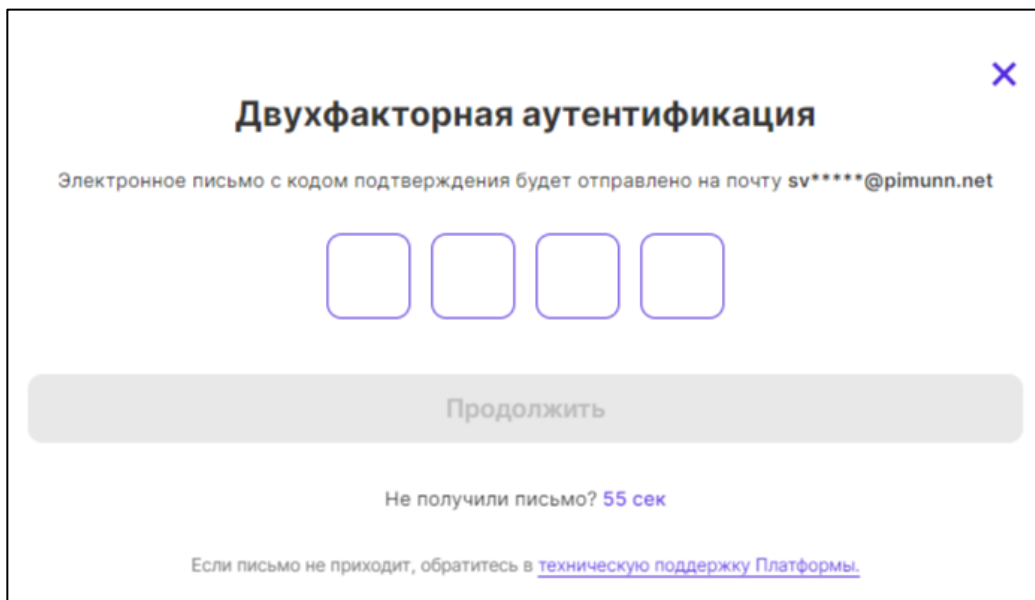 Двухфакторная аутентификация
Электронное письмо с кодом подтверждения будет отправлено на почту sv*****@pimunn.net
Продолжить
Не получили письмо? 55 сек
Если письмо не приходит, обратитесь в техническую поддержку Платформы.